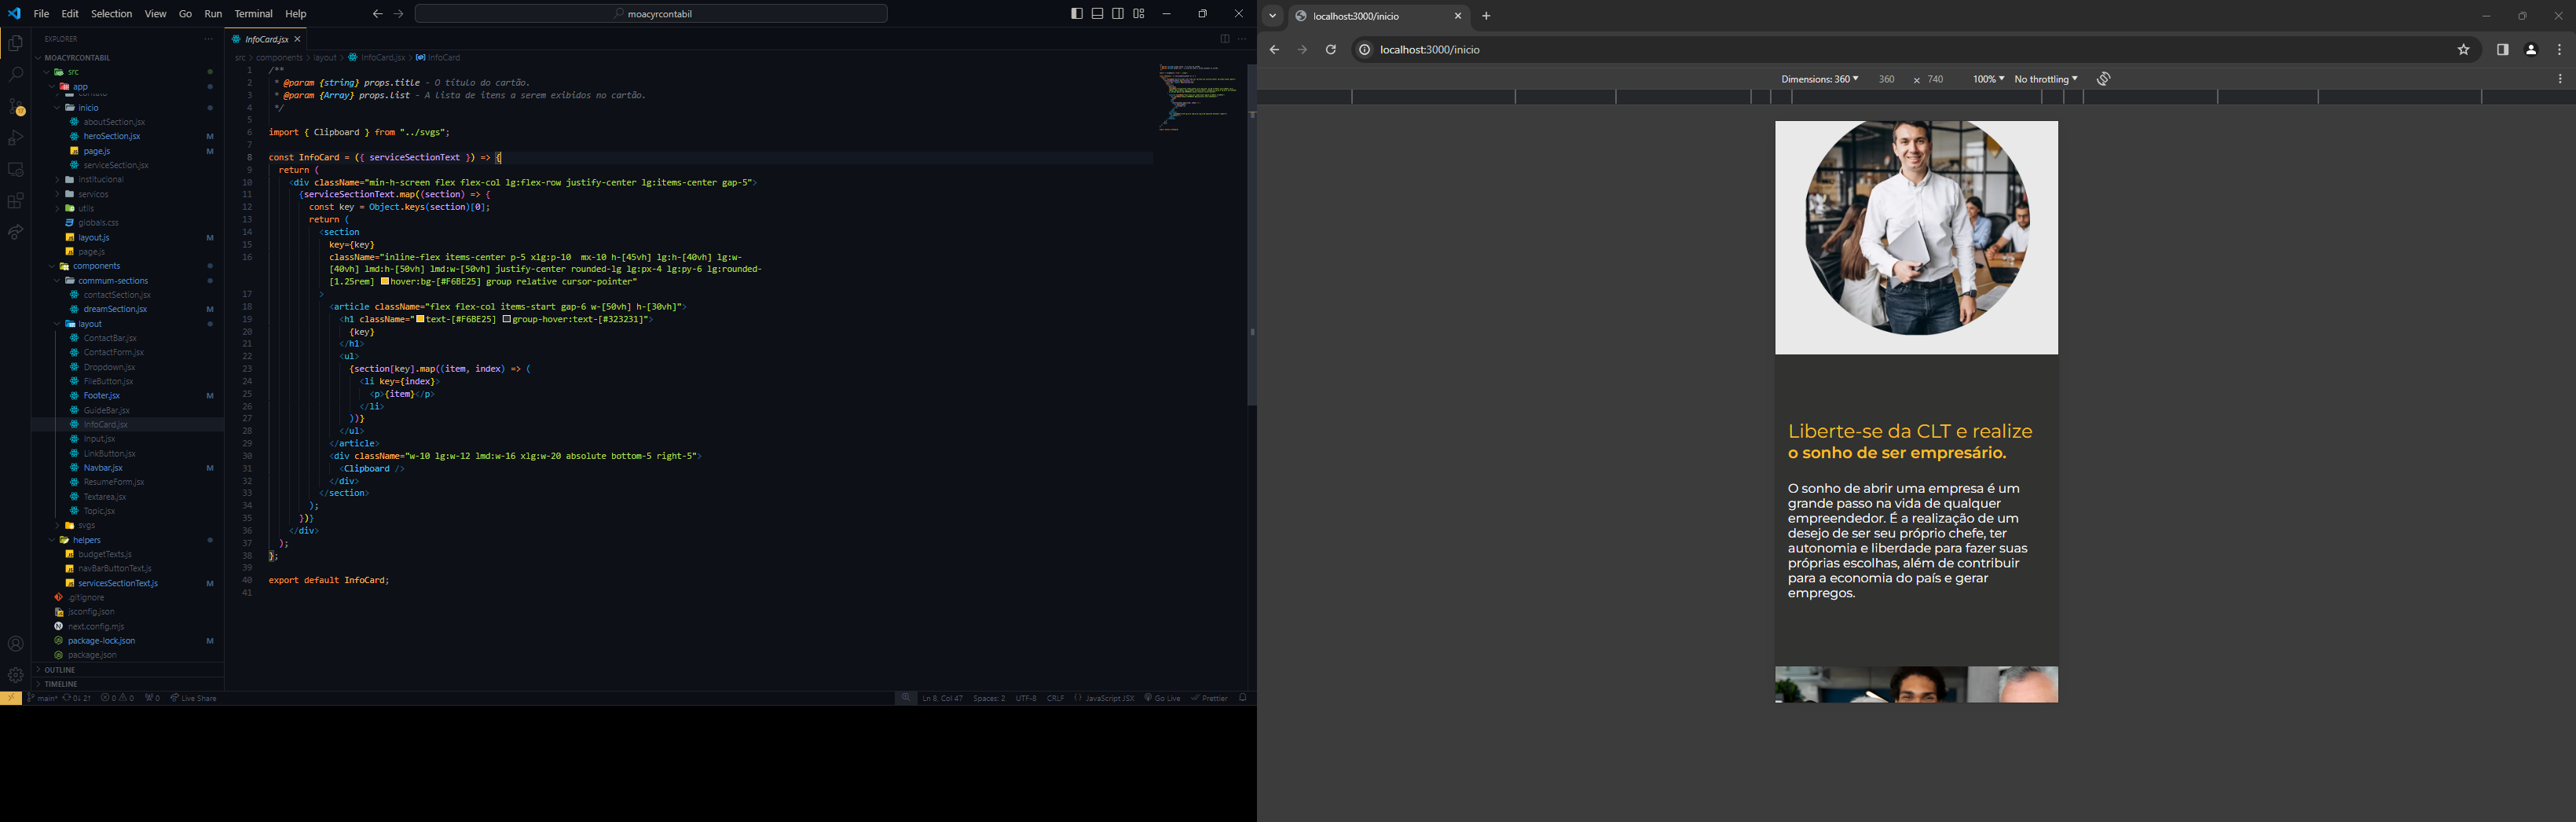 File Edit Selection View Go Run Terminal Help
moacyrcontabil
EXPLORER
MOACYRCONTABIL
src
app
inicio
aboutSection.jsx
heroSection.jsx M
page.js M
serviceSection.jsx
institucional
servicos
utils
globals.css
layout.js M
page.js
components
commum-sections
contactSection.jsx
dreamSection.jsx M
layout
ContactBar.jsx
ContactForm.jsx
Dropdown.jsx
FileButton.jsx
Footer.jsx M
GuideBar.jsx
InfoCard.jsx
Input.jsx
LinkButton.jsx
Navbar.jsx M
ResumeForm.jsx
Textarea.jsx
Topic.jsx
svgs
helpers
budgetTexts.js
navBarButtonText.js
servicesSectionText.js M
.gitignore
jsconfig.json
next.config.mjs
package-lock.json M
package.json
OUTLINE
TIMELINE
InfoCard.jsx
src > components > layout > InfoCard.jsx > InfoCard
1 /**
2 * @param {string} props.title - O título do cartão.
3 * @param {Array} props.list - A lista de itens a serem exibidos no cartão.
4 */
5
6 import { Clipboard } from "../svgs";
7
8 const InfoCard = ({ serviceSectionText }) => {
9 return (
10 <div className="min-h-screen flex flex-col lg:flex-row justify-center lg:items-center gap-5">
11 {serviceSectionText.map((section) => {
12 const key = Object.keys(section)[0];
13 return (
14 <section
15 key={key}
16 className="inline-flex items-center p-5 xlg:p-10 mx-10 h-[45vh] lg:h-[40vh] lg:w-
[40vh] lmd:h-[50vh] lmd:w-[50vh] justify-center rounded-lg lg:px-4 lg:py-6 lg:rounded-
[1.25rem] hover:bg-[#F6BE25] group relative cursor-pointer"
17 >
18 <article className="flex flex-col items-start gap-6 w-[50vh] h-[30vh]">
19 <h1 className="text-[#F6BE25] group-hover:text-[#323231]">
20 {key}
21 </h1>
22 <ul>
23 {section[key].map((item, index) => (
24 <li key={index}>
25 <p>{item}</p>
26 </li>
27 ))}
28 </ul>
29 </article>
30 <div className="w-10 lg:w-12 lmd:w-16 xlg:w-20 absolute bottom-5 right-5">
31 <Clipboard />
32 </div>
33 </section>
34 );
35 })}
36 </div>
37 );
38 };
39
40 export default InfoCard;
41
main* 0↓ 2↑ 0 0 0 Live Share
Ln 8, Col 47 Spaces: 2 UTF-8 CRLF JavaScript JSX Go Live Prettier
localhost:3000/inicio
localhost:3000/inicio
Dimensions: 360 360 × 740 100% No throttling
Liberte-se da CLT e realize
o sonho de ser empresário.
O sonho de abrir uma empresa é um
grande passo na vida de qualquer
empreendedor. É a realização de um
desejo de ser seu próprio chefe, ter
autonomia e liberdade para fazer suas
próprias escolhas, além de contribuir
para a economia do país e gerar
empregos.